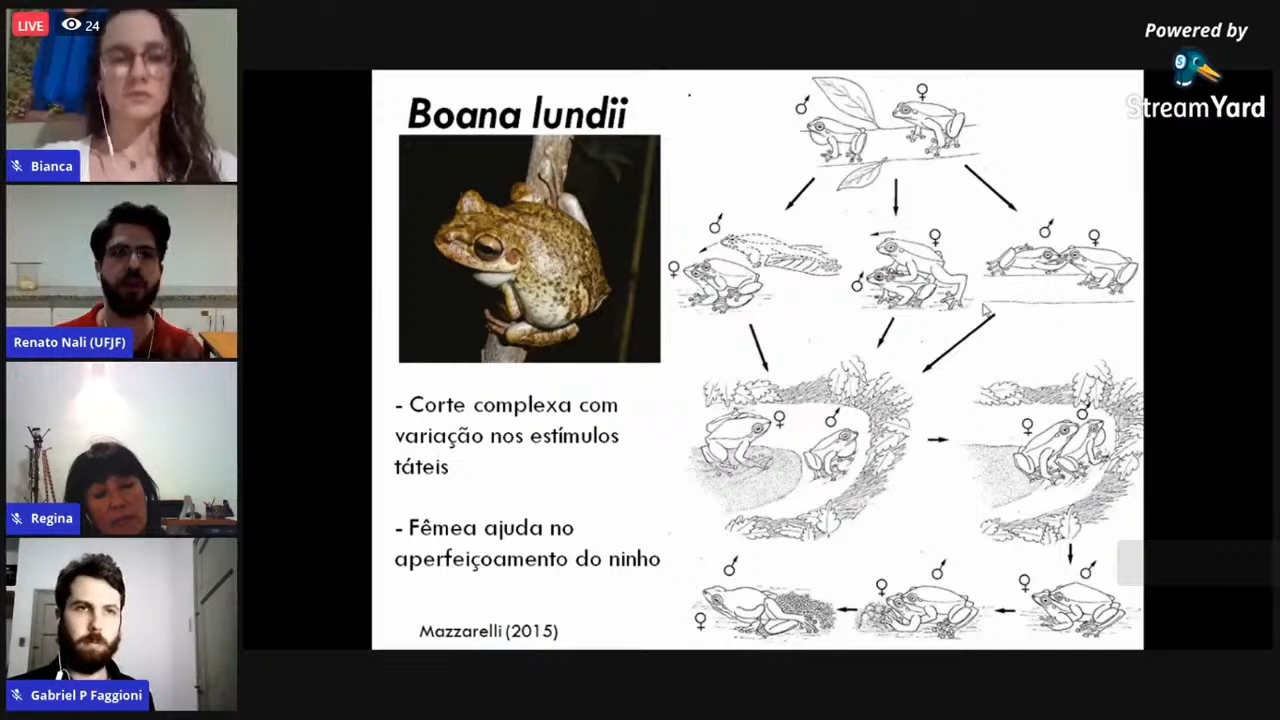 LIVE 24
Bianca
Renato Nali (UFJF)
Regina
Gabriel P Faggioni
Boana lundii
- Corte complexa com
variação nos estímulos
táteis
- Fêmea ajuda no
aperfeiçoamento do ninho
Mazzarelli (2015)
♂ ♀
♂ ♀
♀ ♂
♂ ♀
♀ ♂
♀ ♂
♂ ♀
♀ ♂
♀ ♂
Powered by
StreamYard